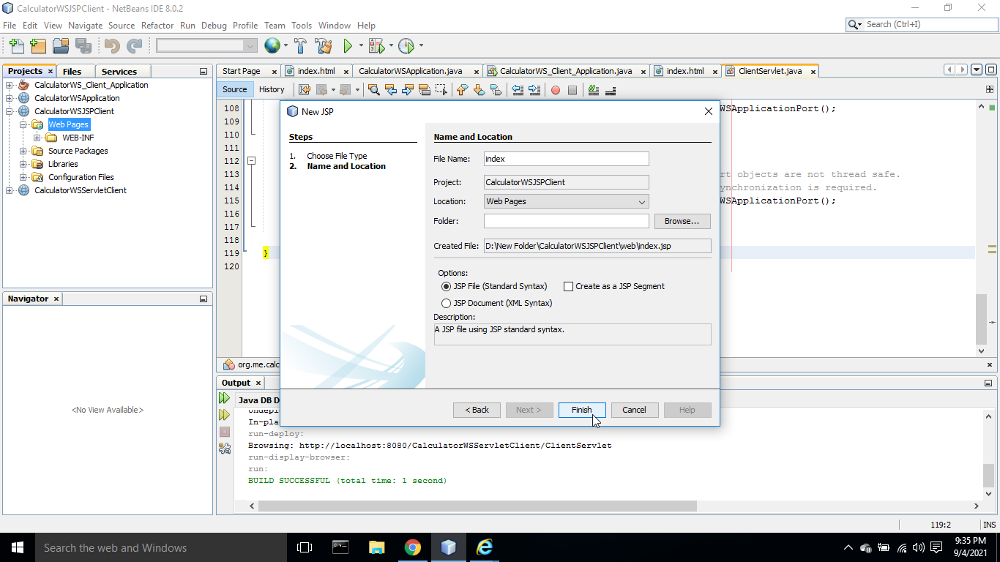 CalculatorWSJSPClient - NetBeans IDE 8.0.2
File Edit View Navigate Source Refactor Run Debug Profile Team Tools Window Help
Search (Ctrl+I)
Projects Files Services
CalculatorWS_Client_Application
CalculatorWSApplication
CalculatorWSJSPClient
Web Pages
WEB-INF
Source Packages
Libraries
Configuration Files
CalculatorWSServletClient
Navigator
<No View Available>
Start Page index.html CalculatorWSApplication.java CalculatorWS_Client_Application.java index.html ClientServlet.java
Source History
108 WSApplicationPort();
109
110
111
112
113 rt objects are not thread safe.
114 ynchronization is required.
115 WSApplicationPort();
116
117
118
119 }
120
org.me.calc
New JSP
Steps
1. Choose File Type
2. Name and Location
Name and Location
File Name: index
Project: CalculatorWSJSPClient
Location: Web Pages
Folder: Browse...
Created File: D:\New Folder\CalculatorWSJSPClient\web\index.jsp
Options:
JSP File (Standard Syntax) Create as a JSP Segment
JSP Document (XML Syntax)
Description:
A JSP file using JSP standard syntax.
< Back Next > Finish Cancel Help
Output
Java DB D
In-pla
run-deploy:
Browsing: http://localhost:8080/CalculatorWSServletClient/ClientServlet
run-display-browser:
run:
BUILD SUCCESSFUL (total time: 1 second)
119:2 INS
Search the web and Windows
9:35 PM
9/4/2021